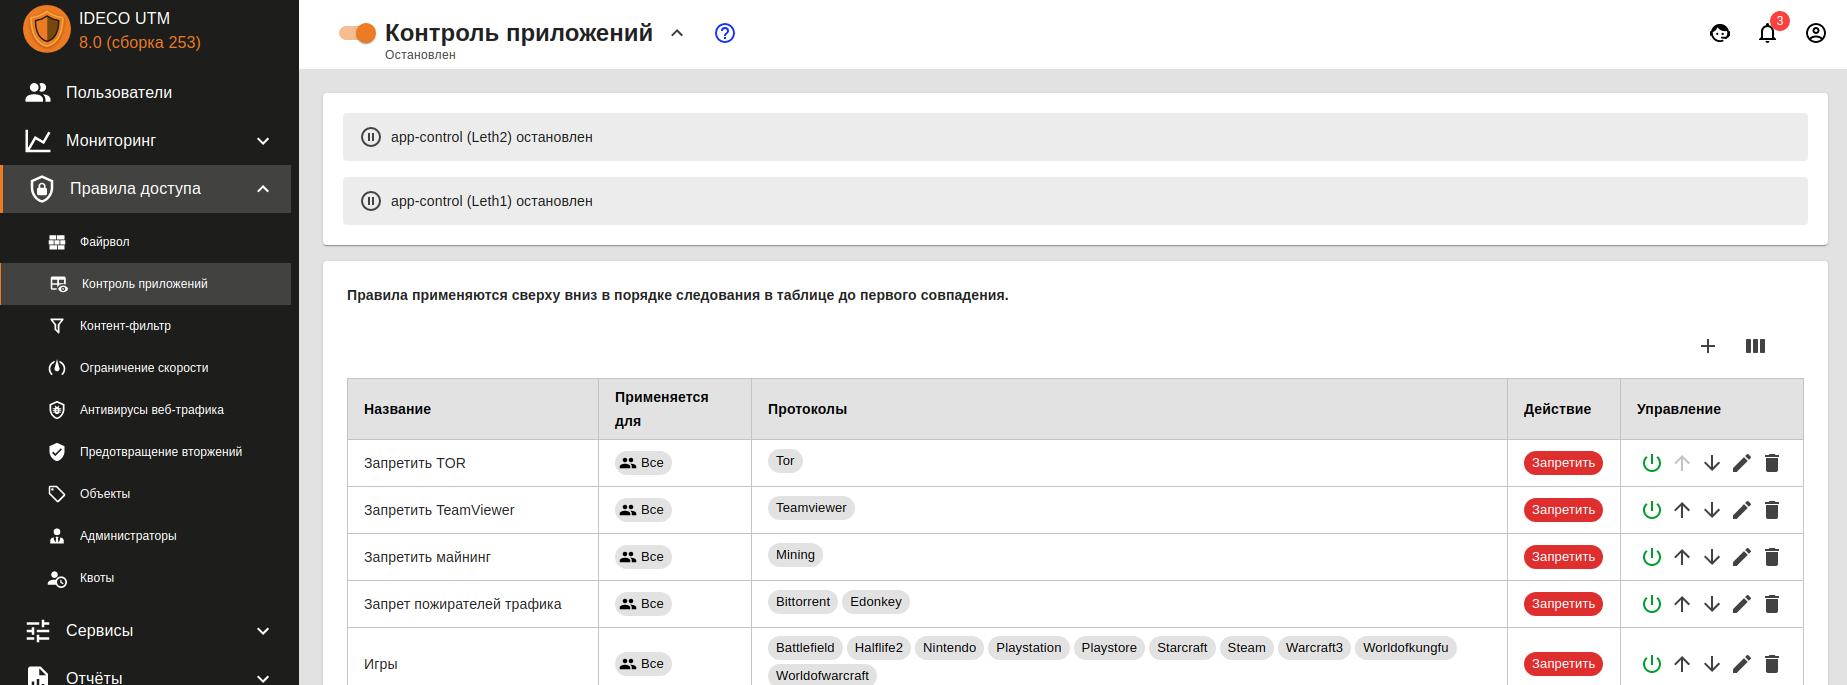 IDECO UTM
8.0 (сборка 253)
Пользователи
Мониторинг
Правила доступа
Файрвол
Контроль приложений
Контент-фильтр
Ограничение скорости
Антивирусы веб-трафика
Предотвращение вторжений
Объекты
Администраторы
Квоты
Сервисы
Отчёты
Контроль приложений
Остановлен
3
app-control (Leth2) остановлен
app-control (Leth1) остановлен
Правила применяются сверху вниз в порядке следования в таблице до первого совпадения.
Название Применяется для Протоколы Действие Управление
Запретить TOR Все Tor Запретить
Запретить TeamViewer Все Teamviewer Запретить
Запретить майнинг Все Mining Запретить
Запрет пожирателей трафика Все Bittorrent Edonkey Запретить
Игры Все Battlefield Halflife2 Nintendo Playstation Playstore Starcraft Steam Warcraft3 Worldofkungfu Запретить
Worldofwarcraft